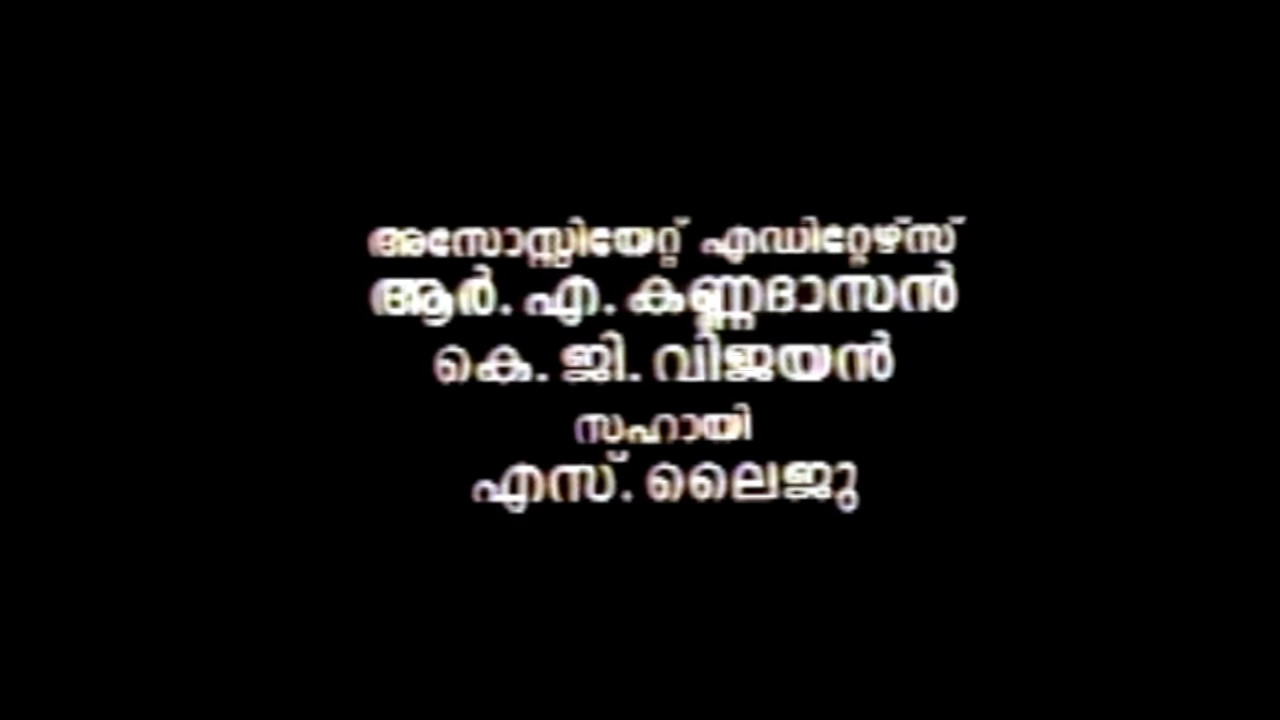 അസോസ്സിയേറ്റ് എഡിറ്റേഴ്സ്
ആർ. എ. കണ്ണദാസൻ
കെ. ജി. വിജയൻ
സഹായി
എസ്. ലൈജു